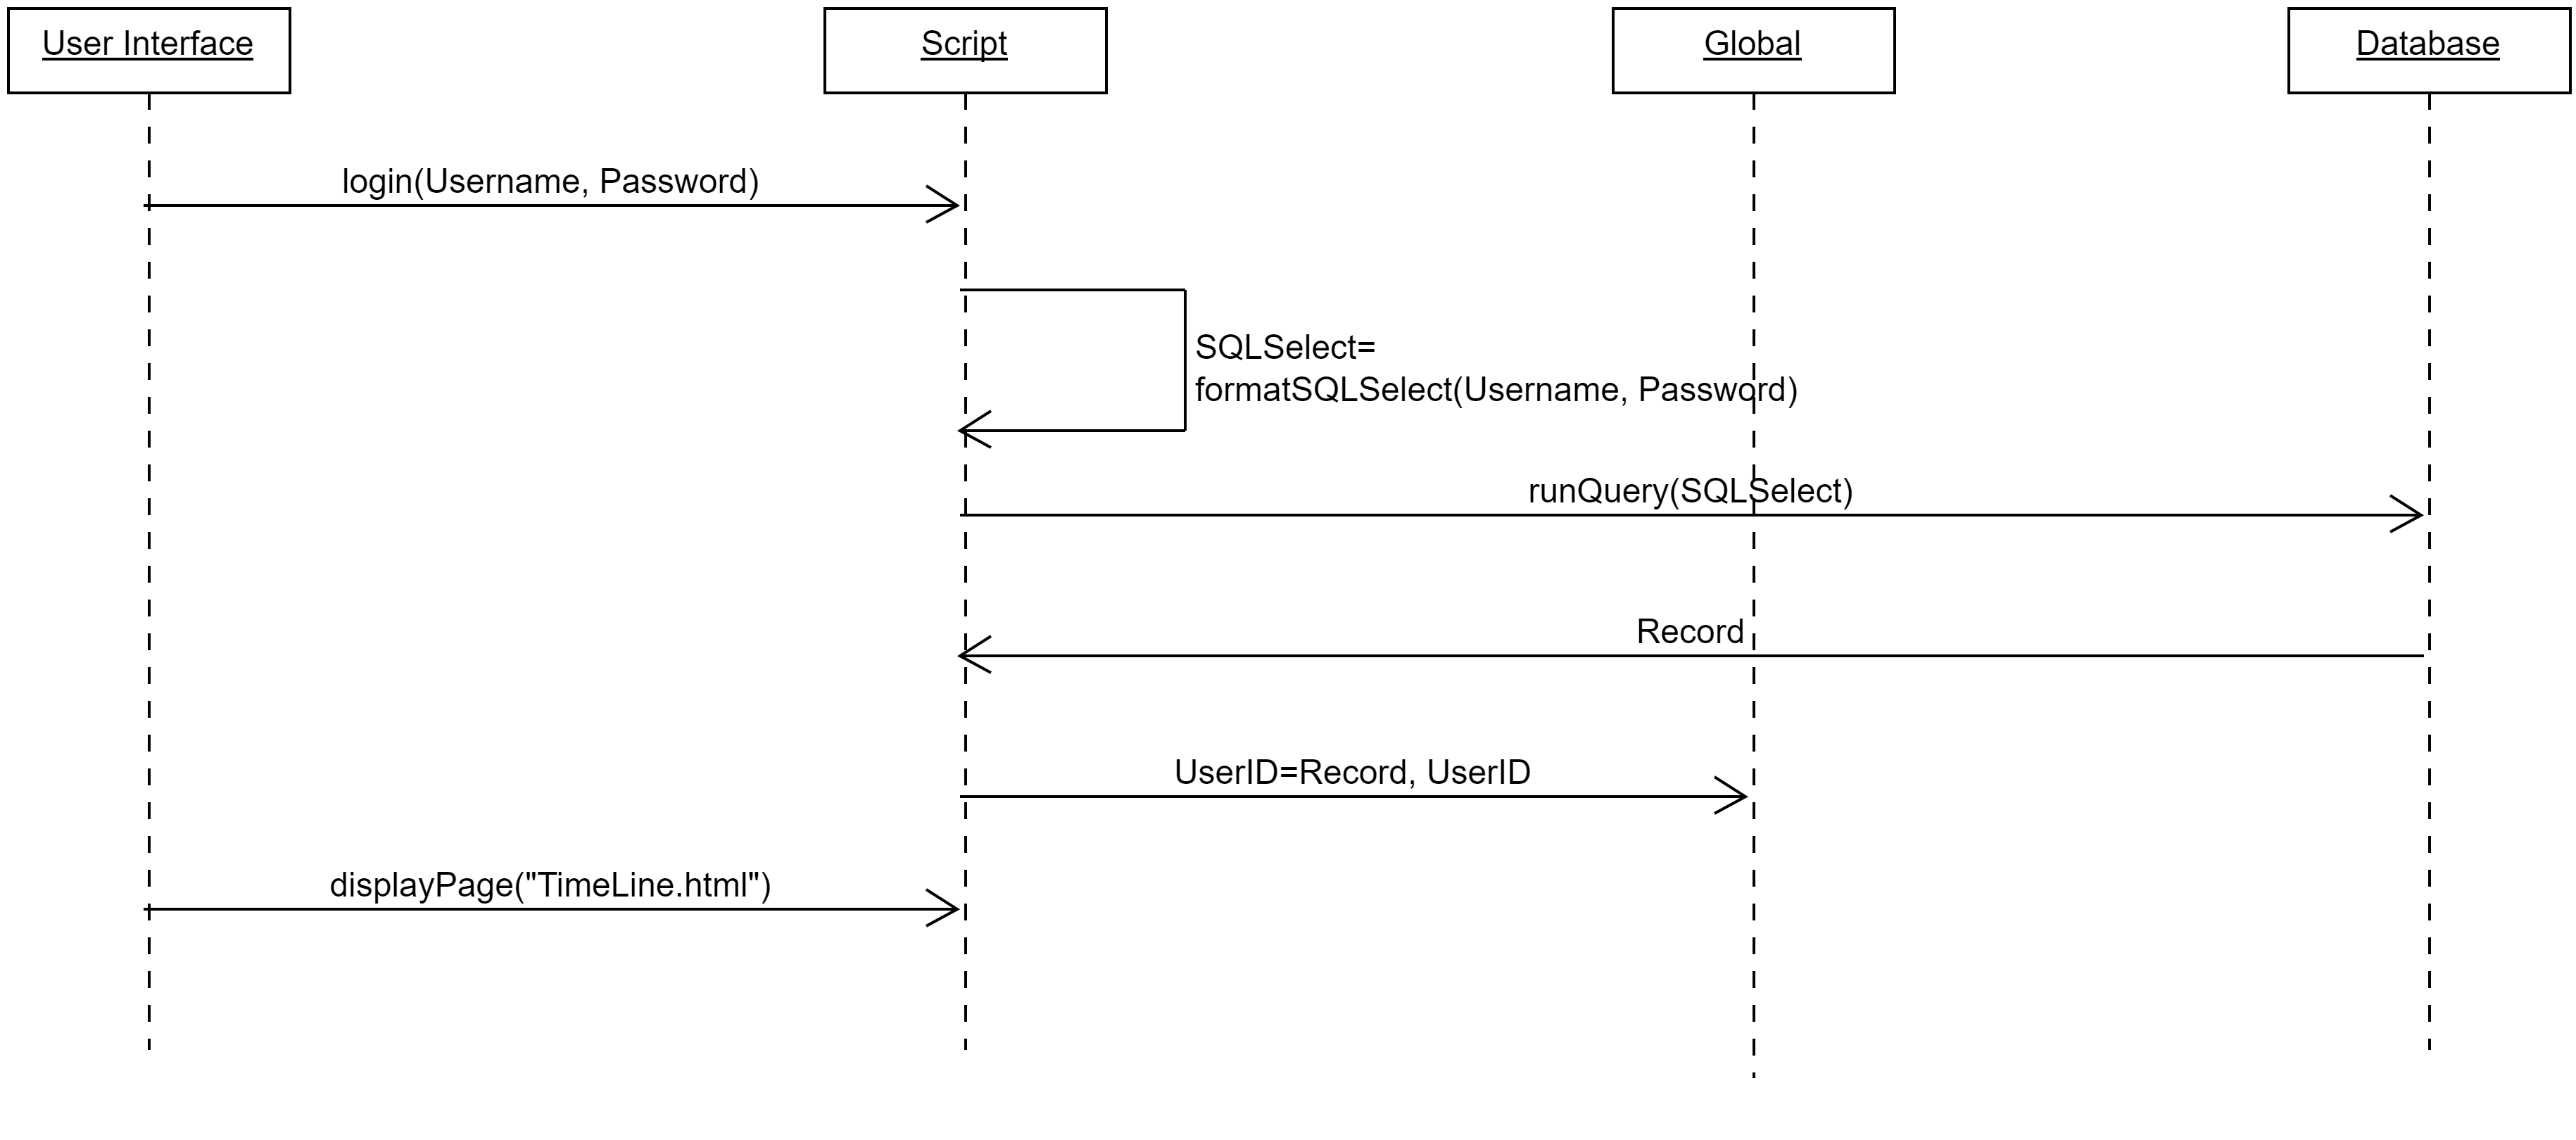 User Interface
Script
Global
Database
login(Username, Password)
SQLSelect=
formatSQLSelect(Username, Password)
runQuery(SQLSelect)
Record
UserID=Record, UserID
displayPage("TimeLine.html")